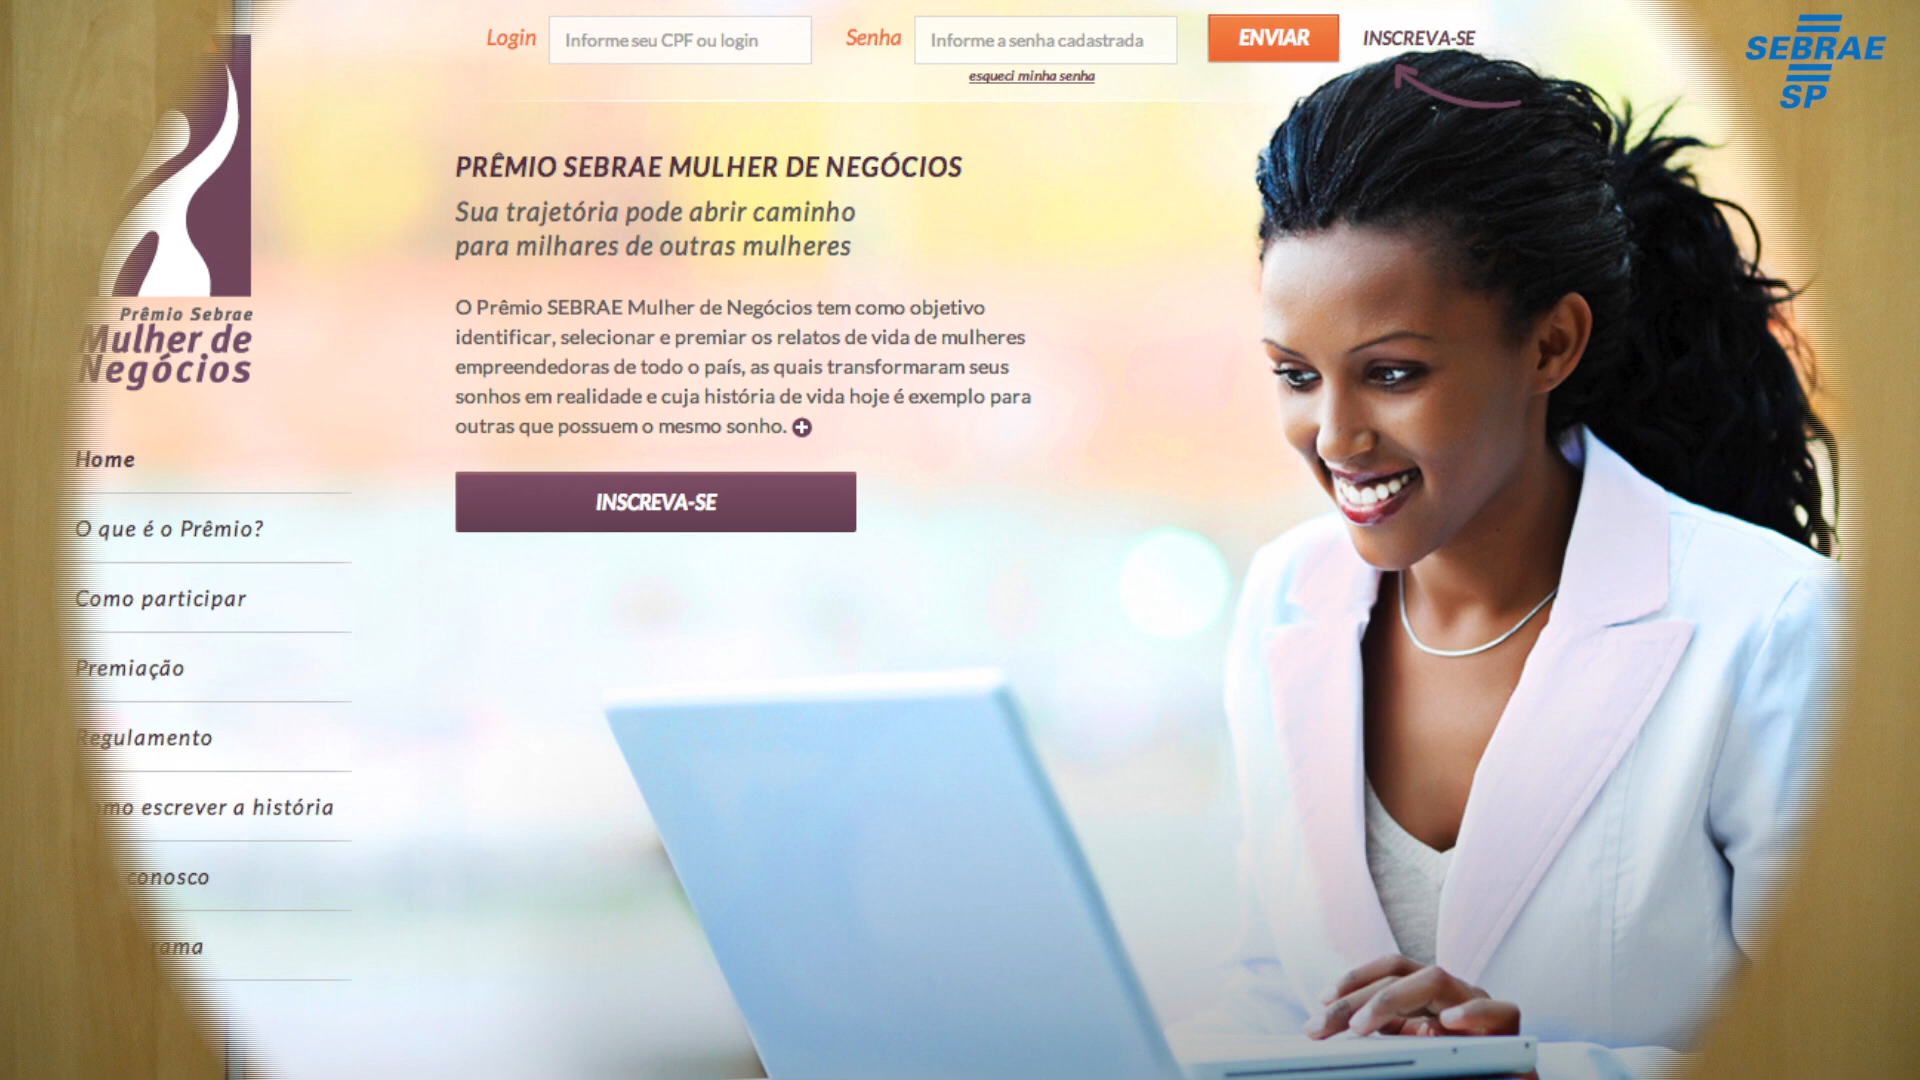 Login
Informe seu CPF ou login
Senha
Informe a senha cadastrada
ENVIAR
INSCREVA-SE
esqueci minha senha
SEBRAE
SP
Prêmio Sebrae
Mulher de
Negócios
PRÊMIO SEBRAE MULHER DE NEGÓCIOS
Sua trajetória pode abrir caminho
para milhares de outras mulheres
O Prêmio SEBRAE Mulher de Negócios tem como objetivo
identificar, selecionar e premiar os relatos de vida de mulheres
empreendedoras de todo o país, as quais transformaram seus
sonhos em realidade e cuja história de vida hoje é exemplo para
outras que possuem o mesmo sonho.
INSCREVA-SE
Home
O que é o Prêmio?
Como participar
Premiação
Regulamento
escrever a história
conosco